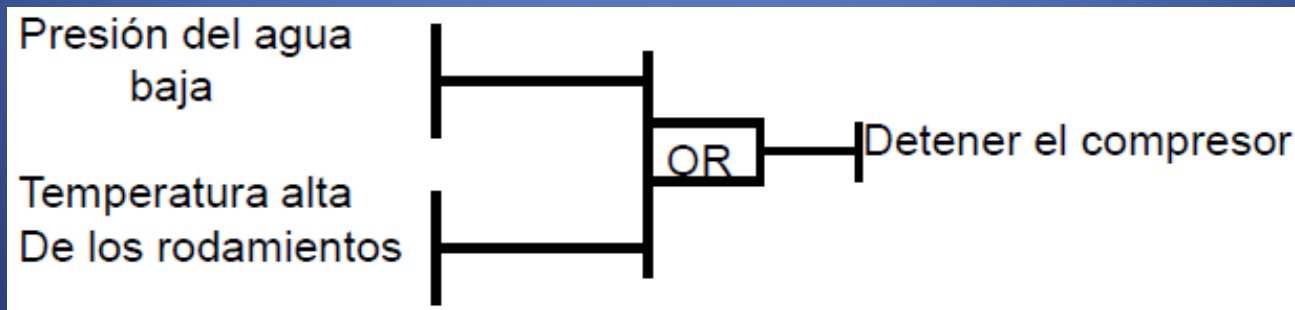 Presión del agua
baja
OR
Detener el compresor
Temperatura alta
De los rodamientos